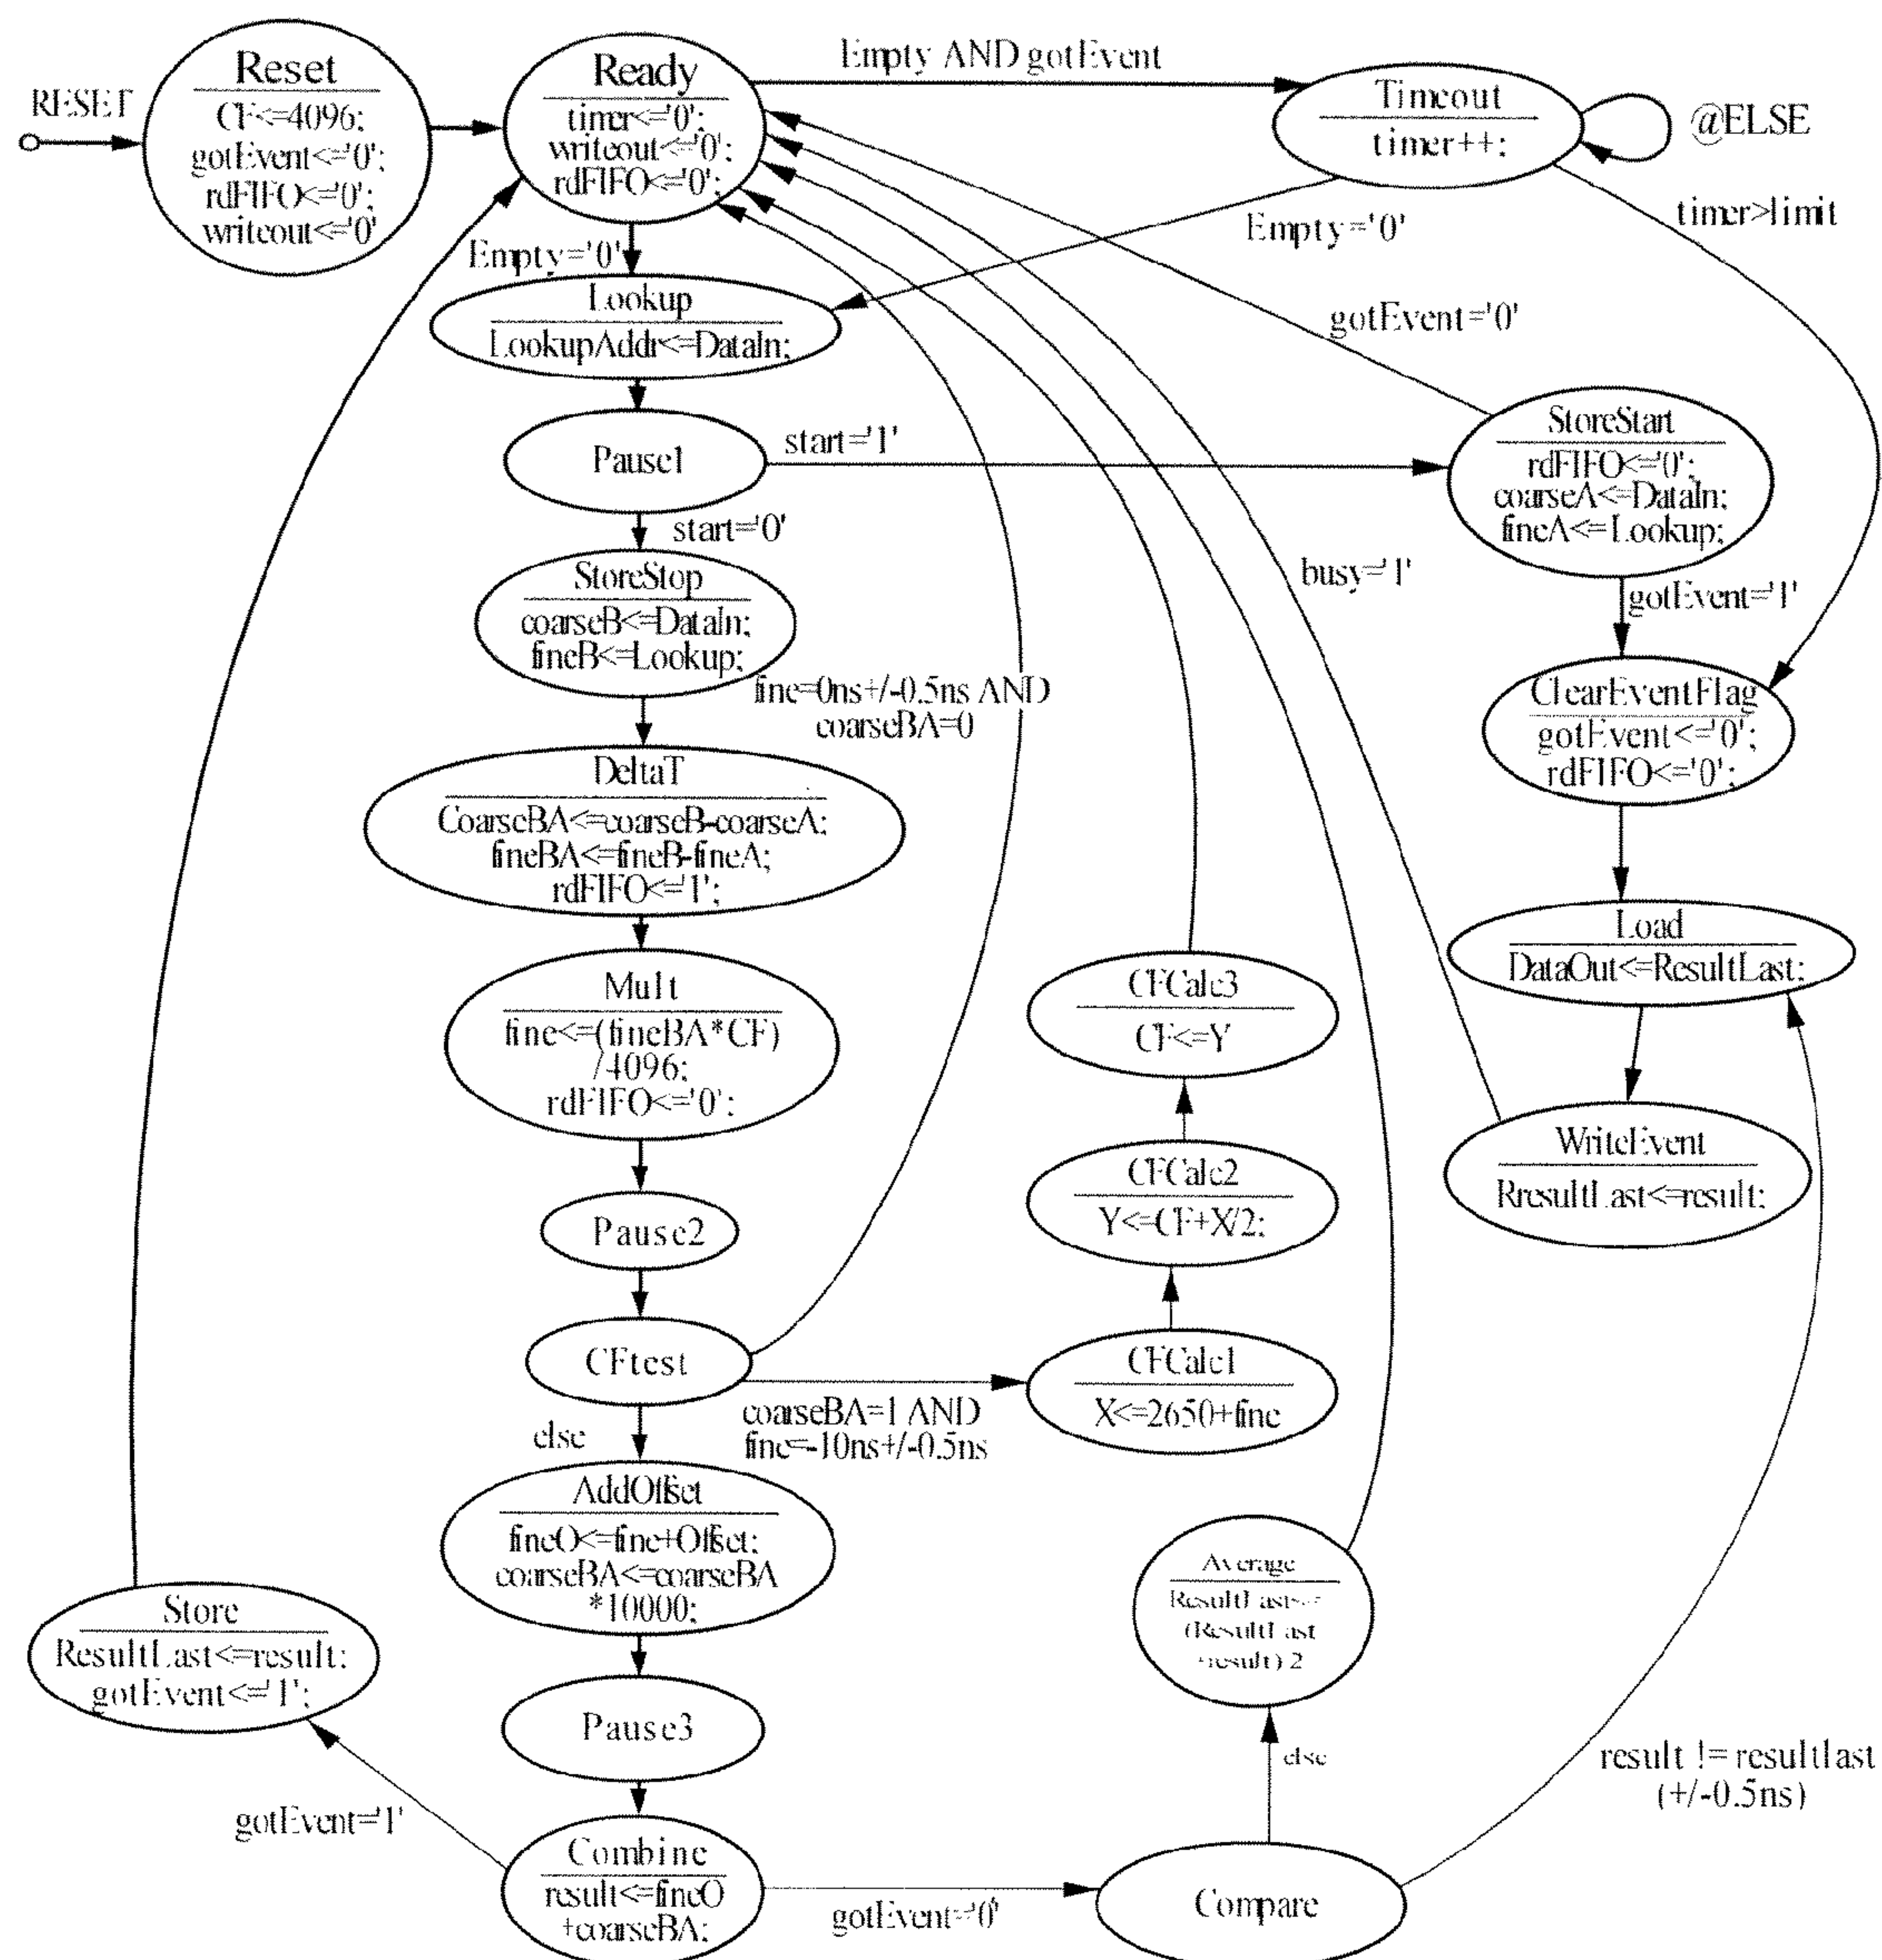 RESET
Reset
CF<=4096;
gotEvent<='0';
rdFIFO<='0';
writeout<='0'
Ready
timer<='0';
writeout<='0';
rdFIFO<='0';
Empty AND gotEvent
Timeout
timer++;
@ELSE
Empty='0'
Empty='0'
timer>limit
Lookup
LookupAddr<=DataIn;
gotEvent='0'
Pause1
start='1'
StoreStart
rdFIFO<='0';
coarseA<=DataIn;
fineA<=Lookup;
start='0'
StoreStop
coarseB<=DataIn;
fineB<=Lookup;
busy='1'
gotEvent='1'
fine=0ns+/-0.5ns AND
coarseBA=0
ClearEventFlag
gotEvent<='0';
rdFIFO<='0';
DeltaT
CoarseBA<=coarseB-coarseA;
fineBA<=fineB-fineA;
rdFIFO<='1';
Load
DataOut<=ResultLast;
Mult
fine<=(fineBA*CF)
/4096;
rdFIFO<='0';
CFCalc3
CF<=Y
WriteEvent
RresultLast<=result;
CFCalc2
Y<=CF+X/2;
Pause2
CFtest
CFCalc1
X<=2650+fine
coarseBA=1 AND
fine=-10ns+/-0.5ns
else
AddOffset
fineO<=fine+Offset;
coarseBA<=coarseBA
*10000;
Average
(ResultLast
+result) 2
Store
ResultLast<=result;
gotEvent<='1';
Pause3
else
result != resultlast
(+/-0.5ns)
gotEvent='1'
Combine
result<=fineO
+coarseBA;
gotEvent='0'
Compare